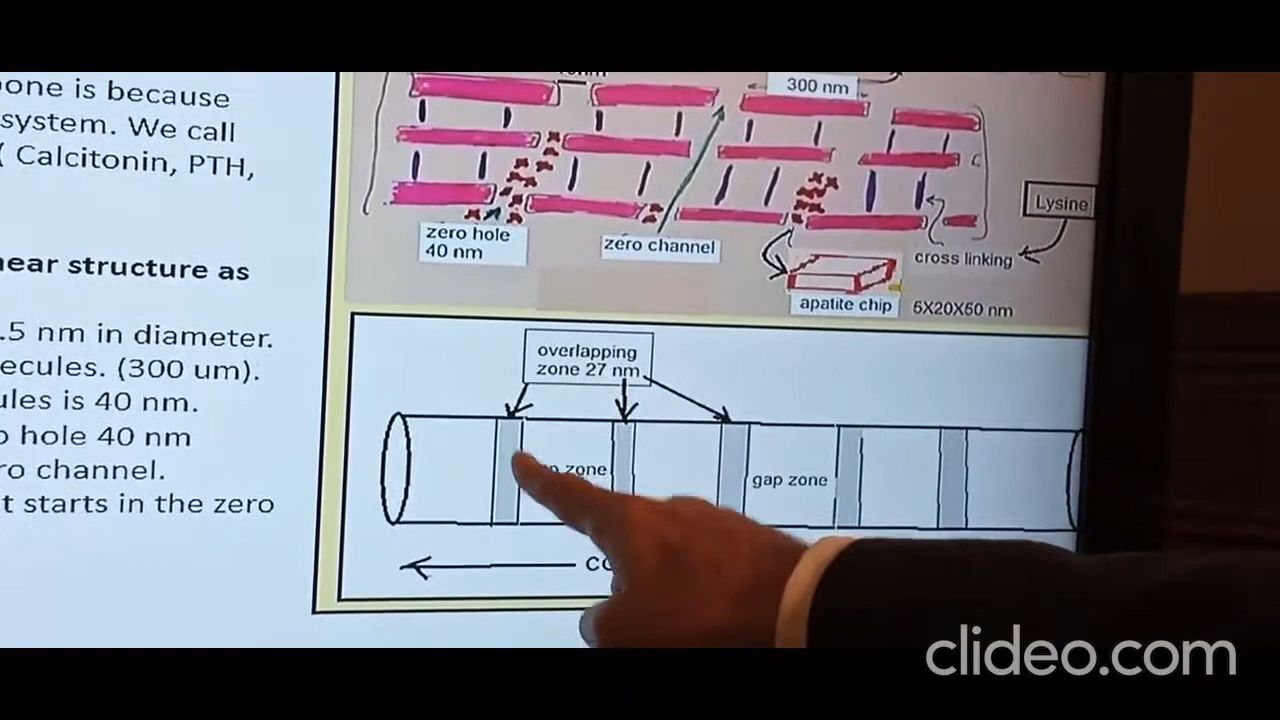 one is because
system. We call
( Calcitonin, PTH,
near structure as
.5 nm in diameter.
ecules. (300 um).
ules is 40 nm.
o hole 40 nm
ro channel.
t starts in the zero
300 nm
Lysine
zero hole
40 nm
zero channel
cross linking
apatite chip
5X20X50 nm
overlapping
zone 27 nm
zone
gap zone
clideo.com